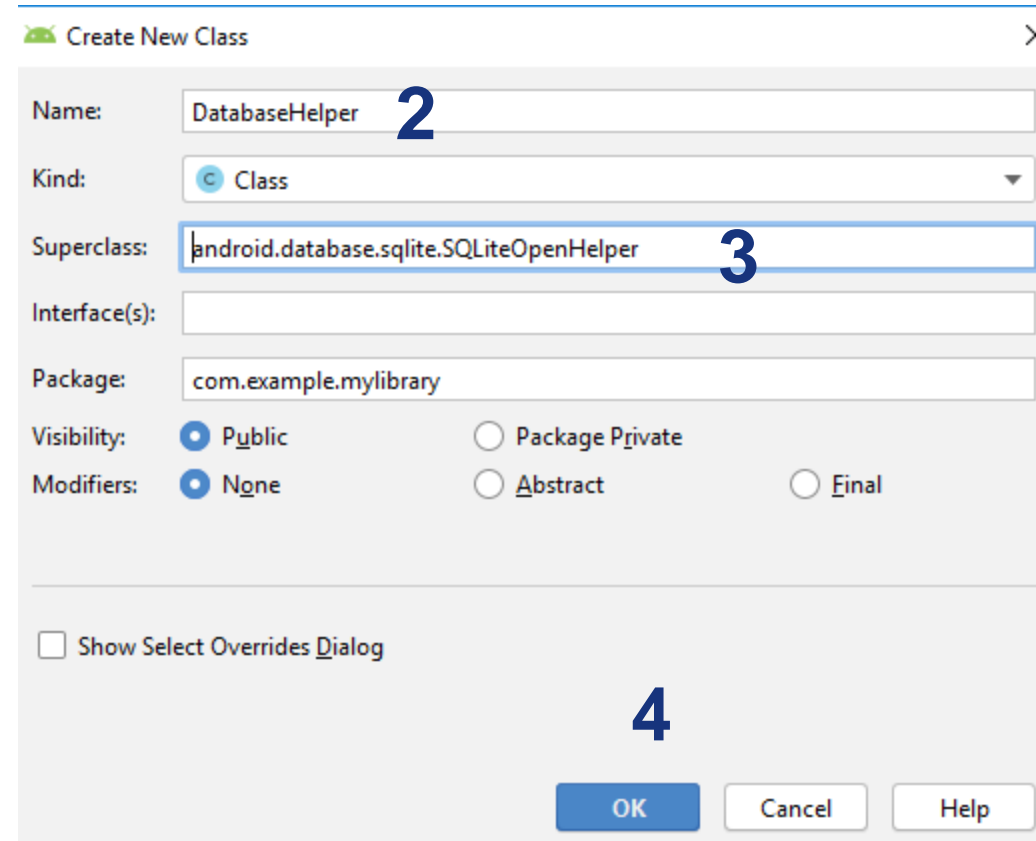 Create New Class
Name: DatabaseHelper 2
Kind: C Class
Superclass: android.database.sqlite.SQLiteOpenHelper 3
Interface(s):
Package: com.example.mylibrary
Visibility: Public Package Private
Modifiers: None Abstract Final
Show Select Overrides Dialog
4
OK Cancel Help